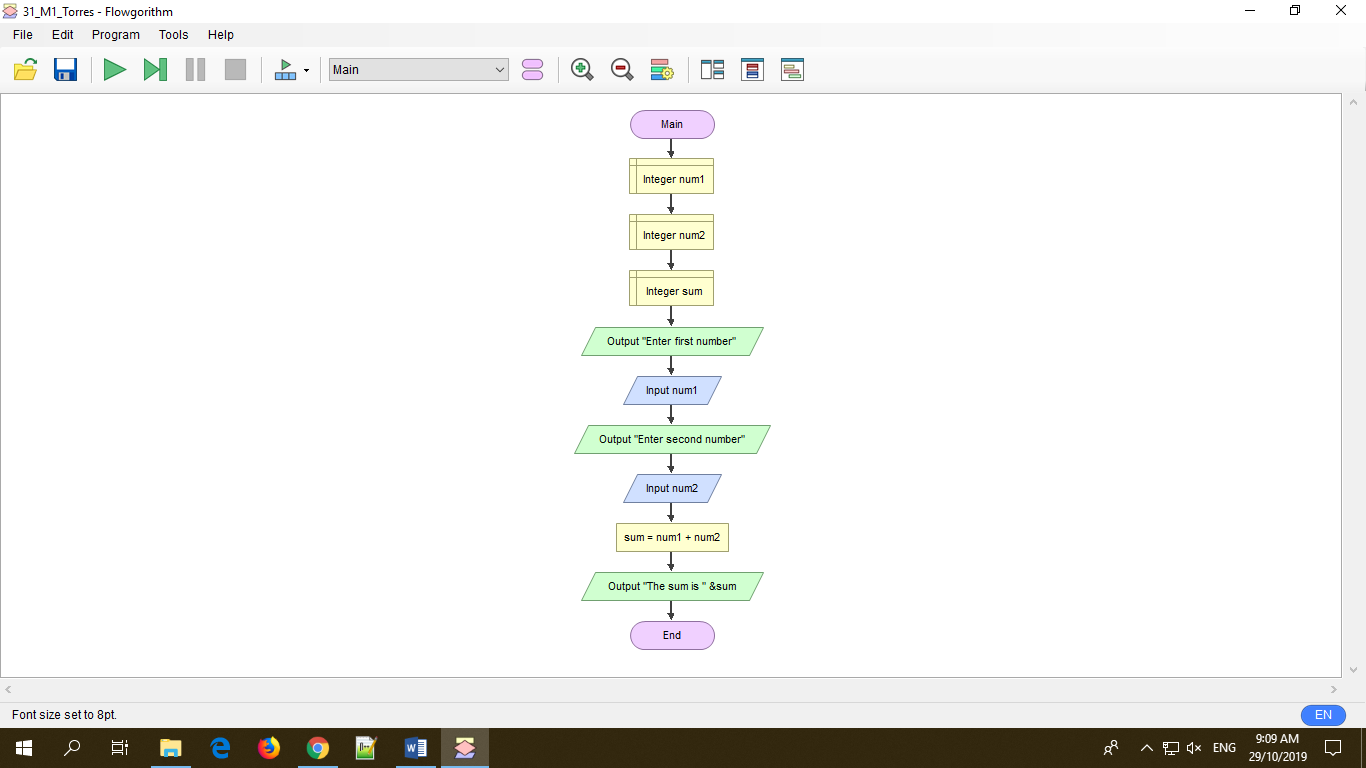 31_M1_Torres - Flowgorithm
File Edit Program Tools Help
Main
Main
Integer num1
Integer num2
Integer sum
Output "Enter first number"
Input num1
Output "Enter second number"
Input num2
sum = num1 + num2
Output "The sum is " &sum
End
Font size set to 8pt.
EN
ENG
9:09 AM
29/10/2019